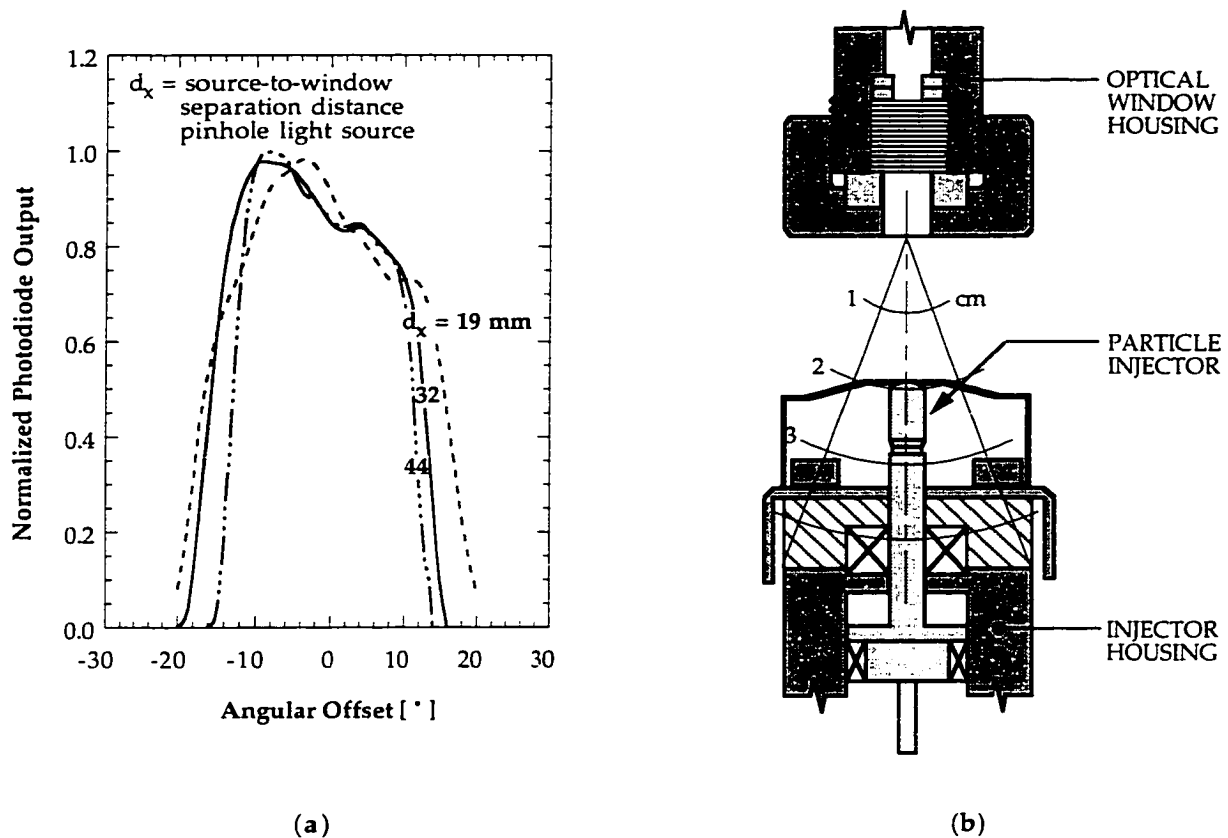 1.2
1.0
0.8
0.6
0.4
0.2
0.0
Normalized Photodiode Output
dx = source-to-window
separation distance
pinhole light source
dx = 19 mm
32
44
-30
-20
-10
0
10
20
30
Angular Offset [ ° ]
(a)
OPTICAL
WINDOW
HOUSING
1
cm
2
3
PARTICLE
INJECTOR
INJECTOR
HOUSING
(b)